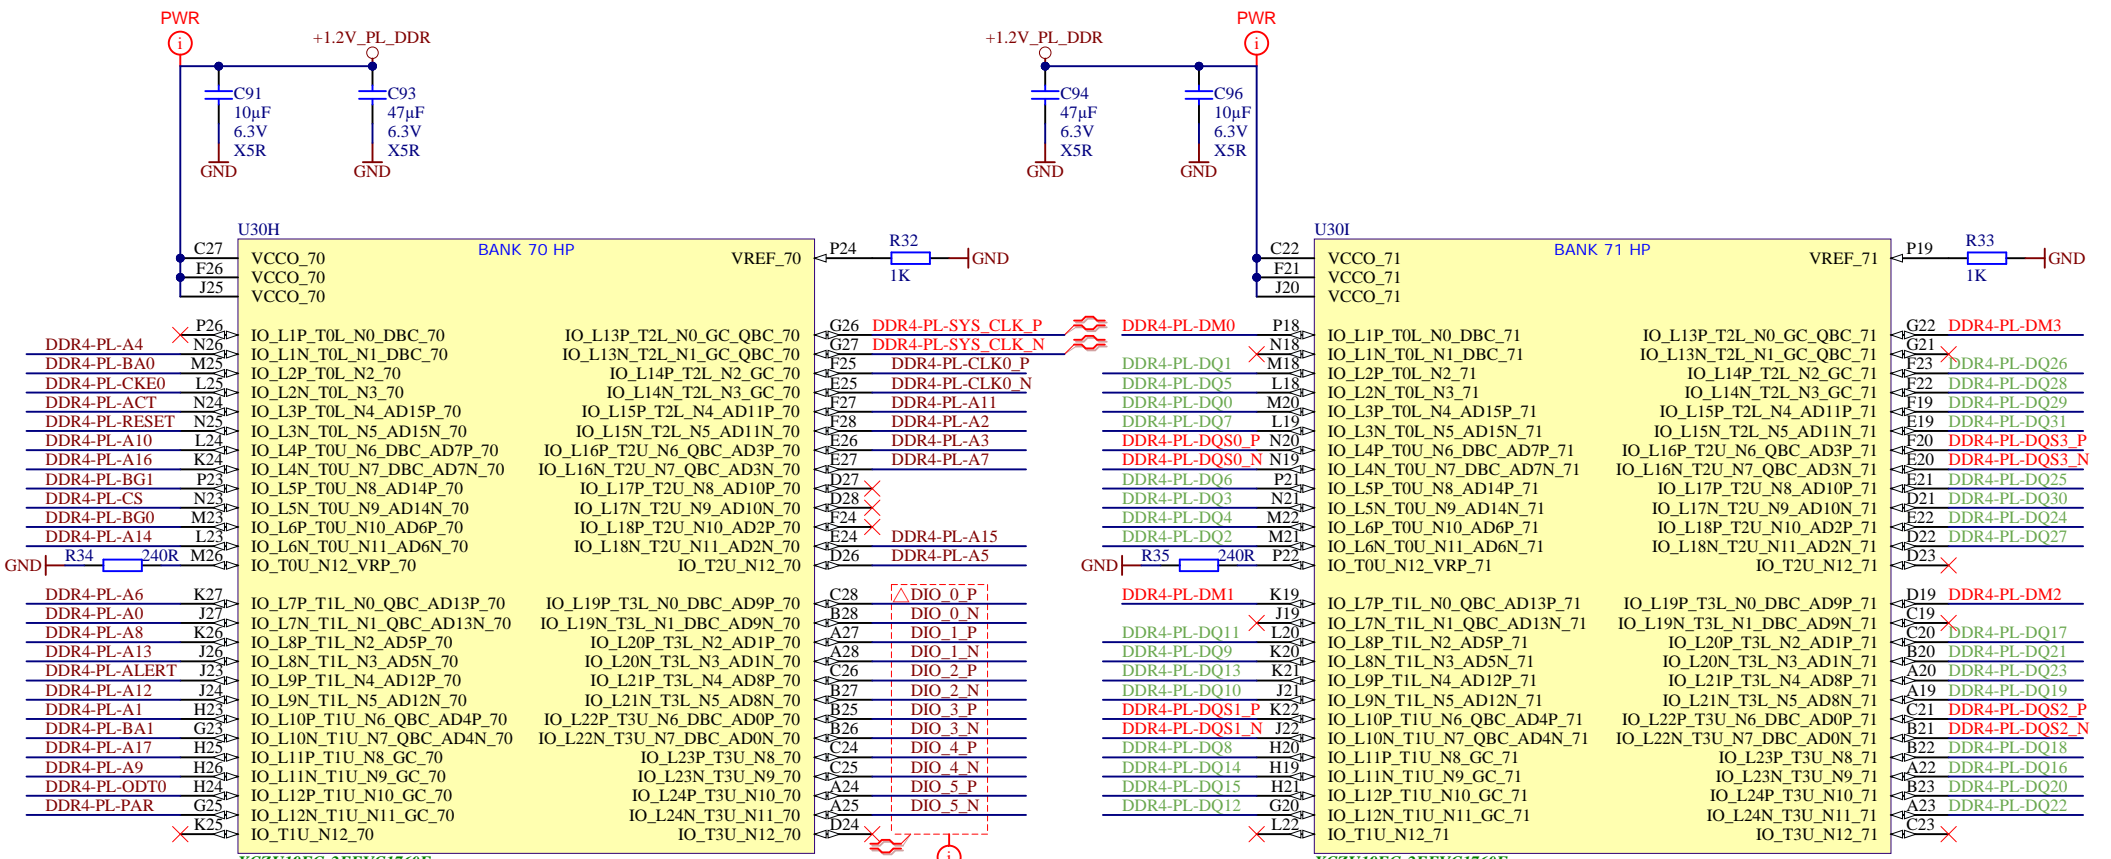 PWR
+1.2V_PL_DDR
C91
10µF
6.3V
X5R
GND
C93
47µF
6.3V
X5R
GND
+1.2V_PL_DDR
PWR
C94
47µF
6.3V
X5R
GND
C96
10µF
6.3V
X5R
GND
U30H
BANK 70 HP
C27 VCCO_70 VREF_70 P24 R32 1K GND
F26 VCCO_70
J25 VCCO_70
P26 IO_L1P_T0L_N0_DBC_70 IO_L13P_T2L_N0_GC_QBC_70 G26 DDR4-PL-SYS_CLK_P
DDR4-PL-A4 N26 IO_L1N_T0L_N1_DBC_70 IO_L13N_T2L_N1_GC_QBC_70 G27 DDR4-PL-SYS_CLK_N
DDR4-PL-BA0 M25 IO_L2P_T0L_N2_70 IO_L14P_T2L_N2_GC_70 F25 DDR4-PL-CLK0_P
DDR4-PL-CKE0 L25 IO_L2N_T0L_N3_70 IO_L14N_T2L_N3_GC_70 E25 DDR4-PL-CLK0_N
DDR4-PL-ACT N24 IO_L3P_T0L_N4_AD15P_70 IO_L15P_T2L_N4_AD11P_70 F27 DDR4-PL-A11
DDR4-PL-RESET N25 IO_L3N_T0L_N5_AD15N_70 IO_L15N_T2L_N5_AD11N_70 F28 DDR4-PL-A2
DDR4-PL-A10 L24 IO_L4P_T0U_N6_DBC_AD7P_70 IO_L16P_T2U_N6_QBC_AD3P_70 E26 DDR4-PL-A3
DDR4-PL-A16 K24 IO_L4N_T0U_N7_DBC_AD7N_70 IO_L16N_T2U_N7_QBC_AD3N_70 E27 DDR4-PL-A7
DDR4-PL-BG1 P23 IO_L5P_T0U_N8_AD14P_70 IO_L17P_T2U_N8_AD10P_70 D27
DDR4-PL-CS N23 IO_L5N_T0U_N9_AD14N_70 IO_L17N_T2U_N9_AD10N_70 D28
DDR4-PL-BG0 M23 IO_L6P_T0U_N10_AD6P_70 IO_L18P_T2U_N10_AD2P_70 F24
DDR4-PL-A14 L23 IO_L6N_T0U_N11_AD6N_70 IO_L18N_T2U_N11_AD2N_70 E24 DDR4-PL-A15
GND R34 240R M26 IO_T0U_N12_VRP_70 IO_T2U_N12_70 D26 DDR4-PL-A5
DDR4-PL-A6 K27 IO_L7P_T1L_N0_QBC_AD13P_70 IO_L19P_T3L_N0_DBC_AD9P_70 C28 DIO_0_P
DDR4-PL-A0 J27 IO_L7N_T1L_N1_QBC_AD13N_70 IO_L19N_T3L_N1_DBC_AD9N_70 B28 DIO_0_N
DDR4-PL-A8 K26 IO_L8P_T1L_N2_AD5P_70 IO_L20P_T3L_N2_AD1P_70 A27 DIO_1_P
DDR4-PL-A13 J26 IO_L8N_T1L_N3_AD5N_70 IO_L20N_T3L_N3_AD1N_70 A28 DIO_1_N
DDR4-PL-ALERT J23 IO_L9P_T1L_N4_AD12P_70 IO_L21P_T3L_N4_AD8P_70 C26 DIO_2_P
DDR4-PL-A12 J24 IO_L9N_T1L_N5_AD12N_70 IO_L21N_T3L_N5_AD8N_70 B27 DIO_2_N
DDR4-PL-A1 H23 IO_L10P_T1U_N6_QBC_AD4P_70 IO_L22P_T3U_N6_DBC_AD0P_70 B25 DIO_3_P
DDR4-PL-BA1 G23 IO_L10N_T1U_N7_QBC_AD4N_70 IO_L22N_T3U_N7_DBC_AD0N_70 B26 DIO_3_N
DDR4-PL-A17 H25 IO_L11P_T1U_N8_GC_70 IO_L23P_T3U_N8_70 C24 DIO_4_P
DDR4-PL-A9 H26 IO_L11N_T1U_N9_GC_70 IO_L23N_T3U_N9_70 C25 DIO_4_N
DDR4-PL-ODT0 H24 IO_L12P_T1U_N10_GC_70 IO_L24P_T3U_N10_70 A24 DIO_5_P
DDR4-PL-PAR G25 IO_L12N_T1U_N11_GC_70 IO_L24N_T3U_N11_70 A25 DIO_5_N
K25 IO_T1U_N12_70 IO_T3U_N12_70 D24
U30I
BANK 71 HP
C22 VCCO_71 VREF_71 P19 R33 1K GND
F21 VCCO_71
J20 VCCO_71
DDR4-PL-DM0 P18 IO_L1P_T0L_N0_DBC_71 IO_L13P_T2L_N0_GC_QBC_71 G22 DDR4-PL-DM3
N18 IO_L1N_T0L_N1_DBC_71 IO_L13N_T2L_N1_GC_QBC_71 G21
DDR4-PL-DQ1 M18 IO_L2P_T0L_N2_71 IO_L14P_T2L_N2_GC_71 F23 DDR4-PL-DQ26
DDR4-PL-DQ5 L18 IO_L2N_T0L_N3_71 IO_L14N_T2L_N3_GC_71 F22 DDR4-PL-DQ28
DDR4-PL-DQ0 M20 IO_L3P_T0L_N4_AD15P_71 IO_L15P_T2L_N4_AD11P_71 F19 DDR4-PL-DQ29
DDR4-PL-DQ7 L19 IO_L3N_T0L_N5_AD15N_71 IO_L15N_T2L_N5_AD11N_71 E19 DDR4-PL-DQ31
DDR4-PL-DQS0_P N20 IO_L4P_T0U_N6_DBC_AD7P_71 IO_L16P_T2U_N6_QBC_AD3P_71 F20 DDR4-PL-DQS3_P
DDR4-PL-DQS0_N N19 IO_L4N_T0U_N7_DBC_AD7N_71 IO_L16N_T2U_N7_QBC_AD3N_71 E20 DDR4-PL-DQS3_N
DDR4-PL-DQ6 P21 IO_L5P_T0U_N8_AD14P_71 IO_L17P_T2U_N8_AD10P_71 E21 DDR4-PL-DQ25
DDR4-PL-DQ3 N21 IO_L5N_T0U_N9_AD14N_71 IO_L17N_T2U_N9_AD10N_71 D21 DDR4-PL-DQ30
DDR4-PL-DQ4 M22 IO_L6P_T0U_N10_AD6P_71 IO_L18P_T2U_N10_AD2P_71 E22 DDR4-PL-DQ24
DDR4-PL-DQ2 M21 IO_L6N_T0U_N11_AD6N_71 IO_L18N_T2U_N11_AD2N_71 D22 DDR4-PL-DQ27
GND R35 240R P22 IO_T0U_N12_VRP_71 IO_T2U_N12_71 D23
DDR4-PL-DM1 K19 IO_L7P_T1L_N0_QBC_AD13P_71 IO_L19P_T3L_N0_DBC_AD9P_71 D19 DDR4-PL-DM2
J19 IO_L7N_T1L_N1_QBC_AD13N_71 IO_L19N_T3L_N1_DBC_AD9N_71 C19
DDR4-PL-DQ11 L20 IO_L8P_T1L_N2_AD5P_71 IO_L20P_T3L_N2_AD1P_71 C20 DDR4-PL-DQ17
DDR4-PL-DQ9 K20 IO_L8N_T1L_N3_AD5N_71 IO_L20N_T3L_N3_AD1N_71 B20 DDR4-PL-DQ21
DDR4-PL-DQ13 K21 IO_L9P_T1L_N4_AD12P_71 IO_L21P_T3L_N4_AD8P_71 A20 DDR4-PL-DQ23
DDR4-PL-DQ10 J21 IO_L9N_T1L_N5_AD12N_71 IO_L21N_T3L_N5_AD8N_71 A19 DDR4-PL-DQ19
DDR4-PL-DQS1_P K22 IO_L10P_T1U_N6_QBC_AD4P_71 IO_L22P_T3U_N6_DBC_AD0P_71 C21 DDR4-PL-DQS2_P
DDR4-PL-DQS1_N J22 IO_L10N_T1U_N7_QBC_AD4N_71 IO_L22N_T3U_N7_DBC_AD0N_71 B21 DDR4-PL-DQS2_N
DDR4-PL-DQ8 H20 IO_L11P_T1U_N8_GC_71 IO_L23P_T3U_N8_71 B22 DDR4-PL-DQ18
DDR4-PL-DQ14 H19 IO_L11N_T1U_N9_GC_71 IO_L23N_T3U_N9_71 A22 DDR4-PL-DQ16
DDR4-PL-DQ15 H21 IO_L12P_T1U_N10_GC_71 IO_L24P_T3U_N10_71 B23 DDR4-PL-DQ20
DDR4-PL-DQ12 G20 IO_L12N_T1U_N11_GC_71 IO_L24N_T3U_N11_71 A23 DDR4-PL-DQ22
L22 IO_T1U_N12_71 IO_T3U_N12_71 C23